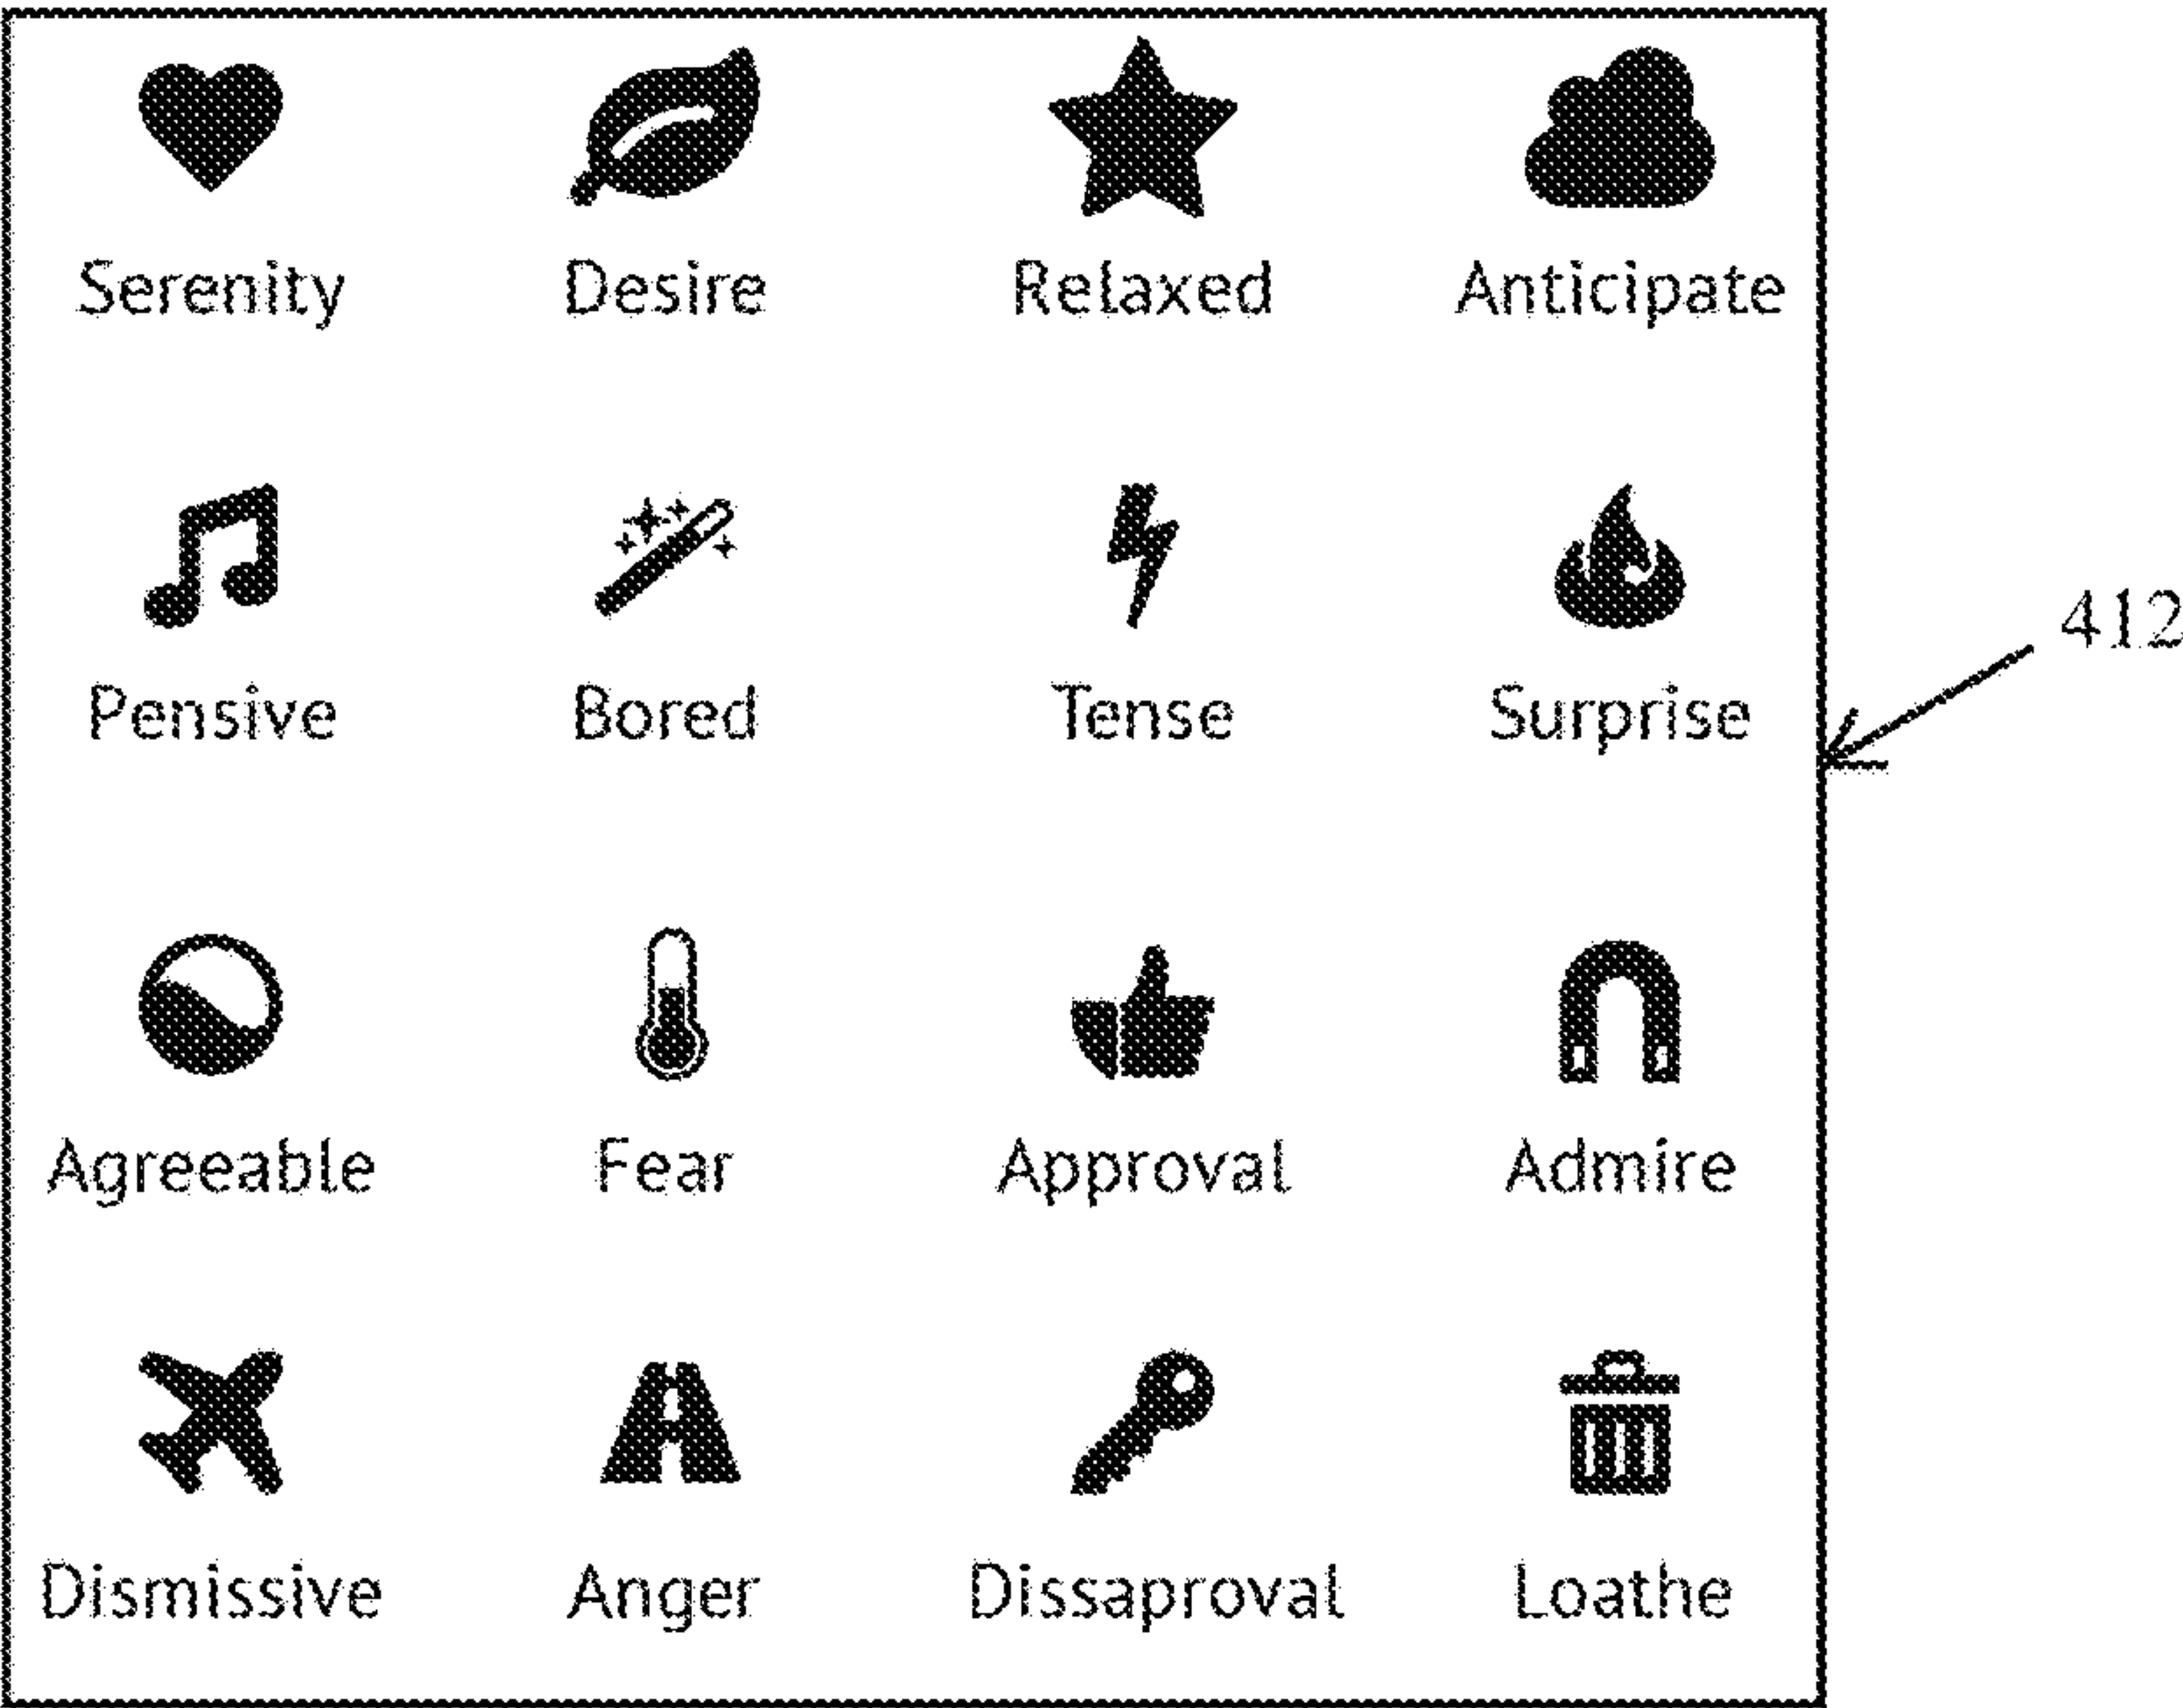 Serenity Desire Relaxed Anticipate
412
Pensive Bored Tense Surprise
Agreeable Fear Approval Admire
Dismissive Anger Dissaproval Loathe